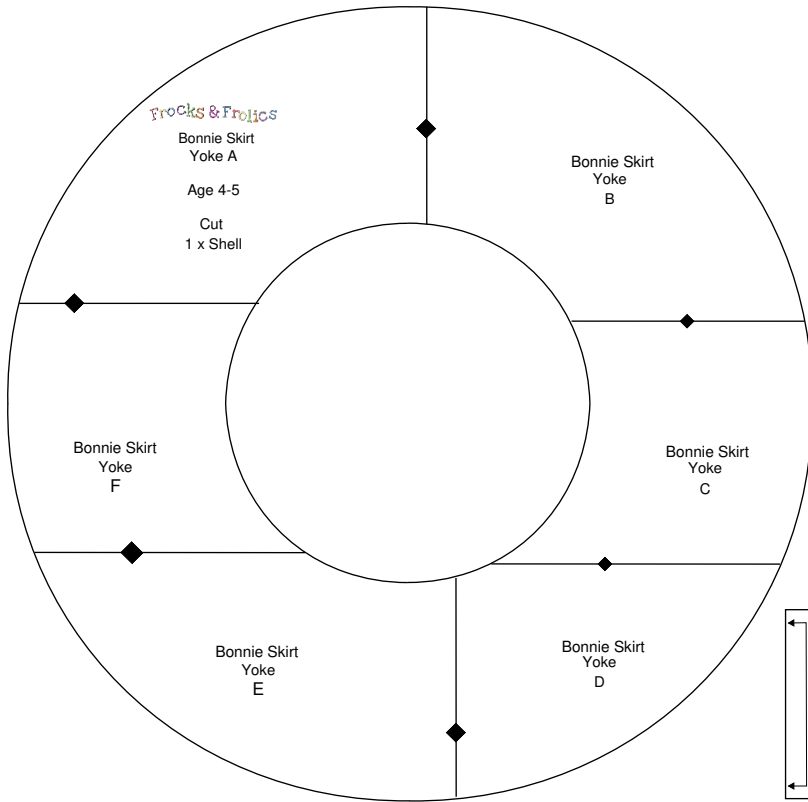 Frocks & Frolics
Bonnie Skirt
Yoke A
Age 4-5
Cut
1 x Shell
Bonnie Skirt
Yoke
B
Bonnie Skirt
Yoke
C
Bonnie Skirt
Yoke
D
Bonnie Skirt
Yoke
E
Bonnie Skirt
Yoke
F